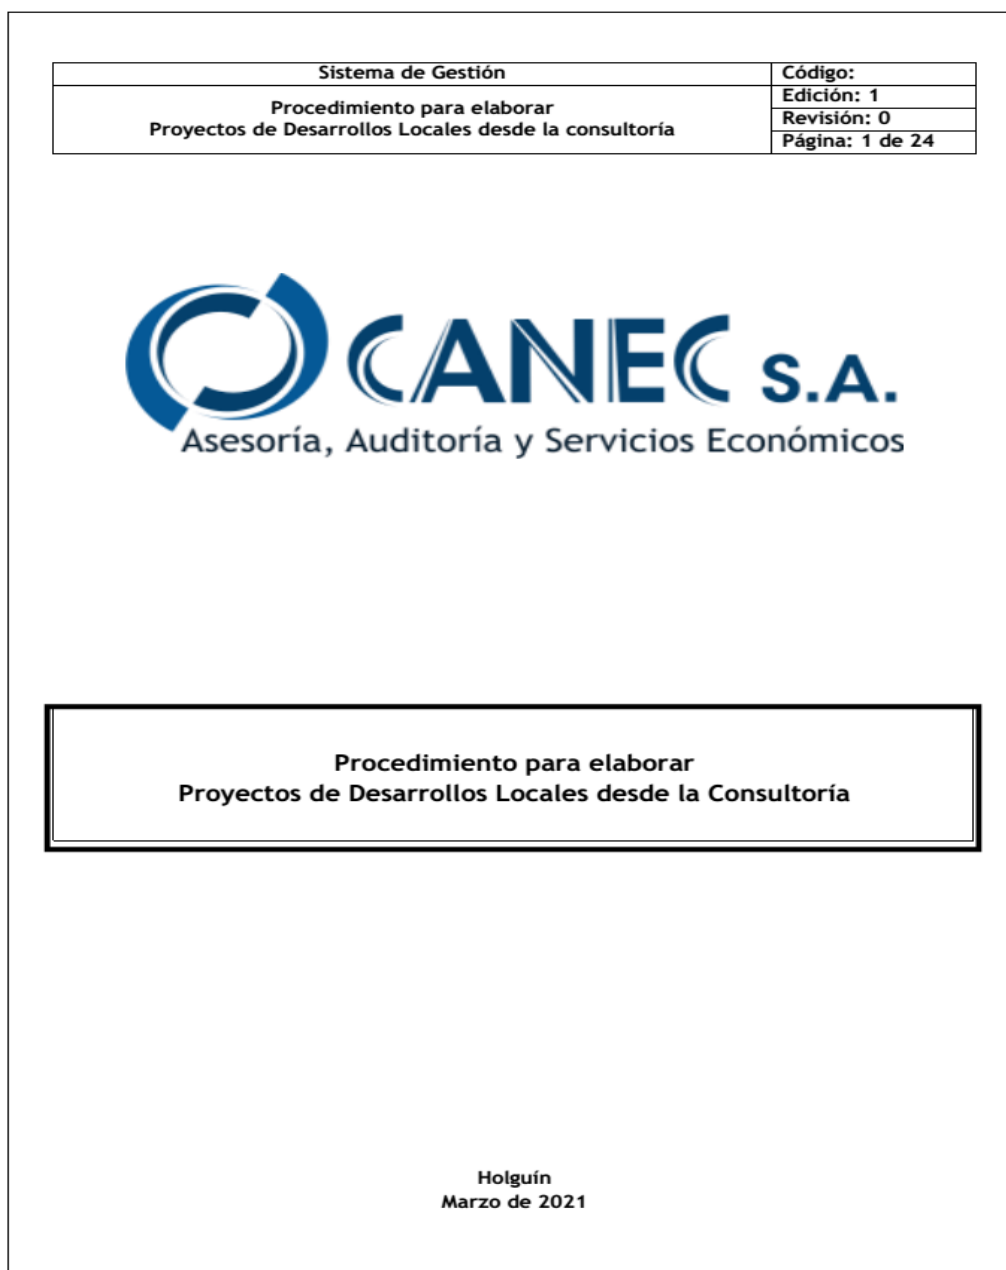 Sistema de Gestión
Código:
Procedimiento para elaborar
Proyectos de Desarrollos Locales desde la consultoría
Edición: 1
Revisión: 0
Página: 1 de 24
CANEC S.A.
Asesoría, Auditoría y Servicios Económicos
Procedimiento para elaborar
Proyectos de Desarrollos Locales desde la Consultoría
Holguín
Marzo de 2021